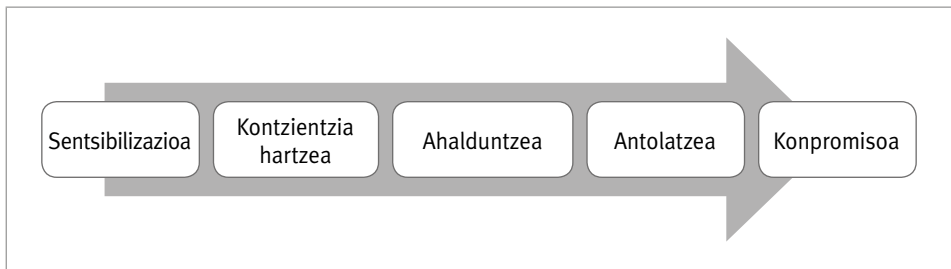 Sentsibilizazioa
Kontzientzia
hartzea
Ahalduntzea
Antolatzea
Konpromisoa